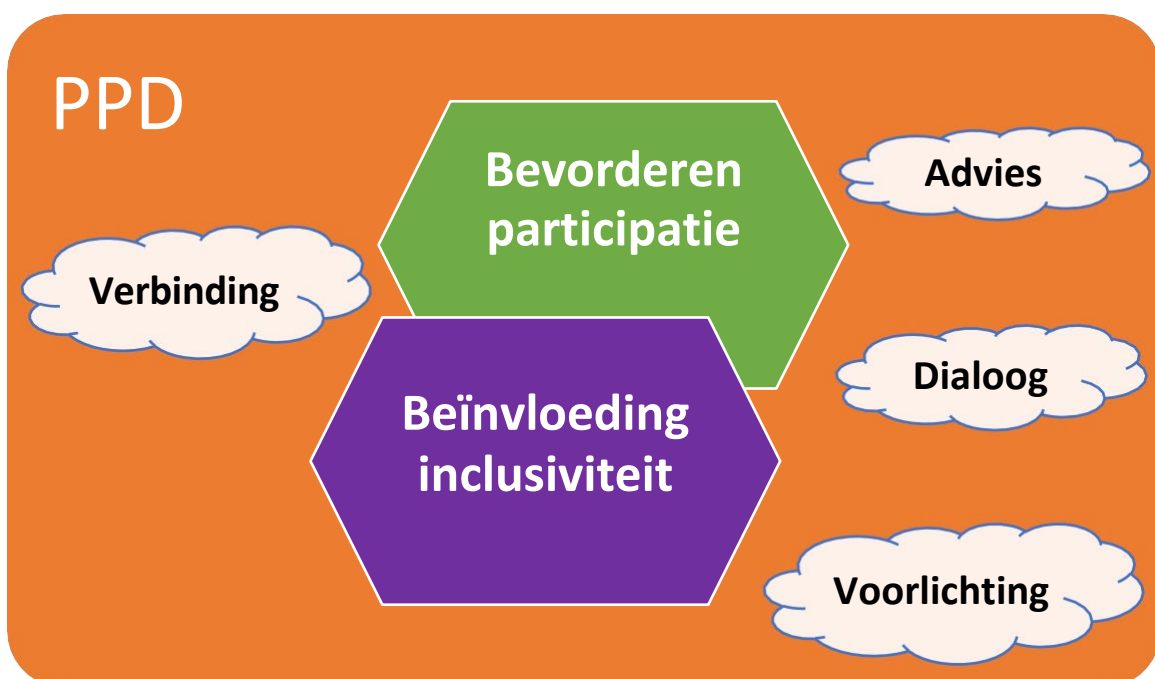 PPD
Bevorderen
participatie
Advies
Verbinding
Dialoog
Beïnvloeding
inclusiviteit
Voorlichting